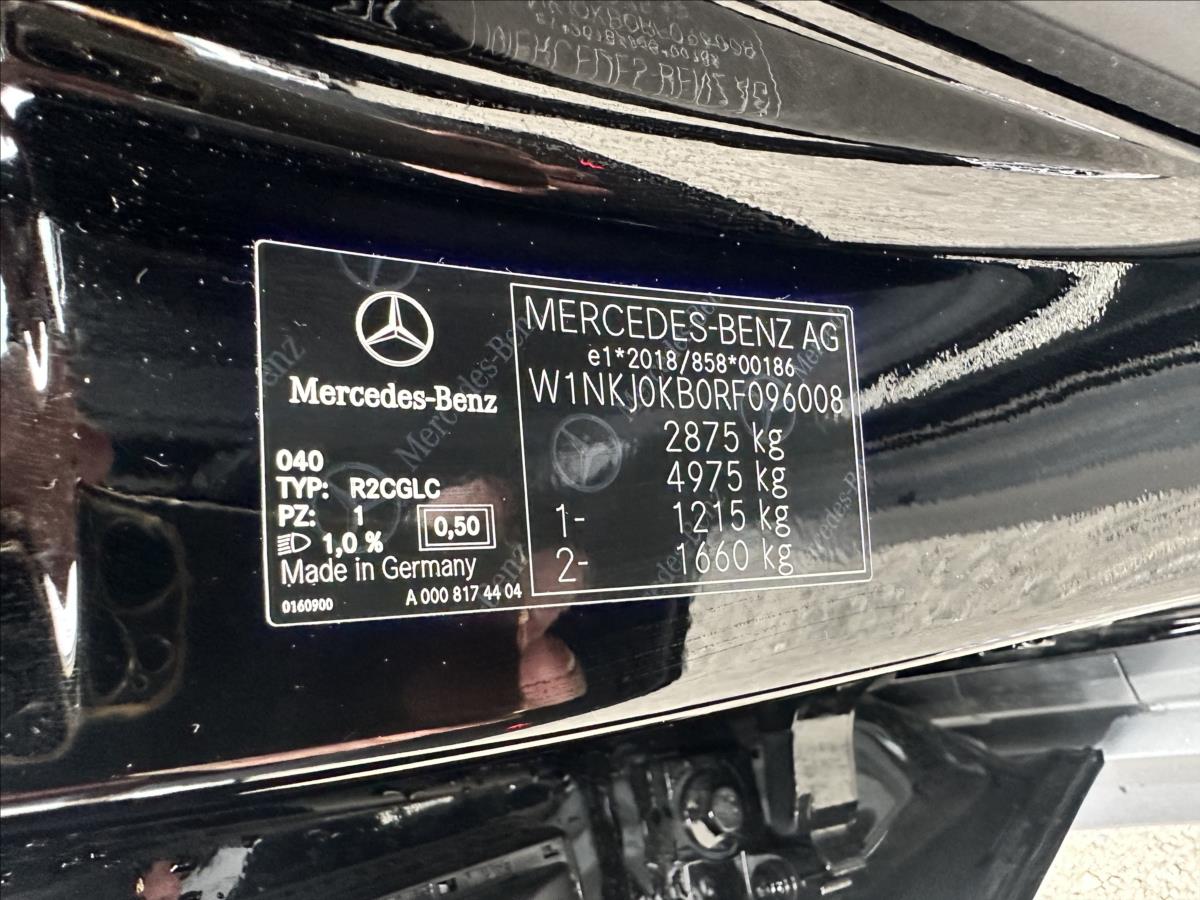 Mercedes-Benz
040
TYP: R2CGLC
PZ: 1
0,50
1,0 %
Made in Germany
0160900
A 000 817 44 04
MERCEDES-BENZ AG
e1*2018/858*00186
W1NKJ0KB0RF096008
2875 kg
4975 kg
1- 1215 kg
2- 1660 kg